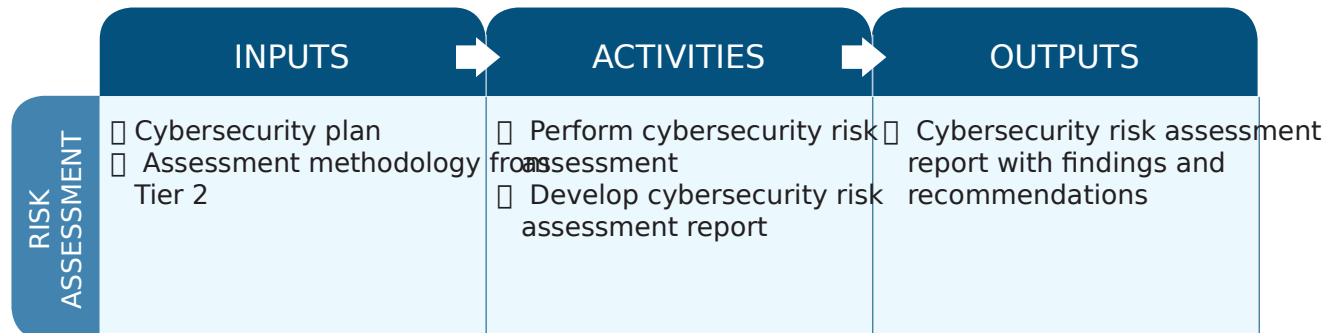 INPUTS
ACTIVITIES
OUTPUTS
RISK
ASSESSMENT
Cybersecurity plan
Assessment methodology from
Tier 2
Perform cybersecurity risk
assessment
Develop cybersecurity risk
assessment report
Cybersecurity risk assessment
report with findings and
recommendations